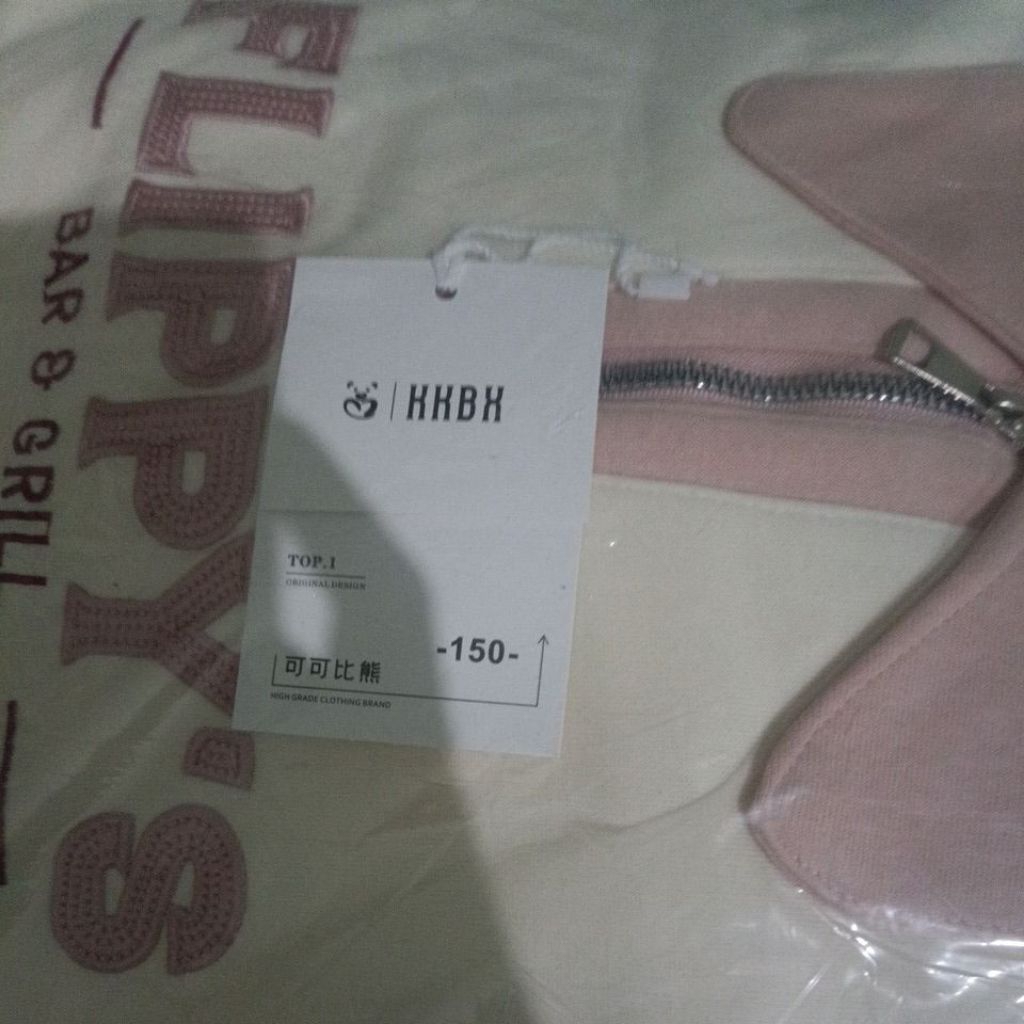 FLIPPY'S
BAR & GRILL
KKBX
TOP.1
ORIGINAL DESIGN
-150-
可可比熊
HIGH GRADE CLOTHING BRAND